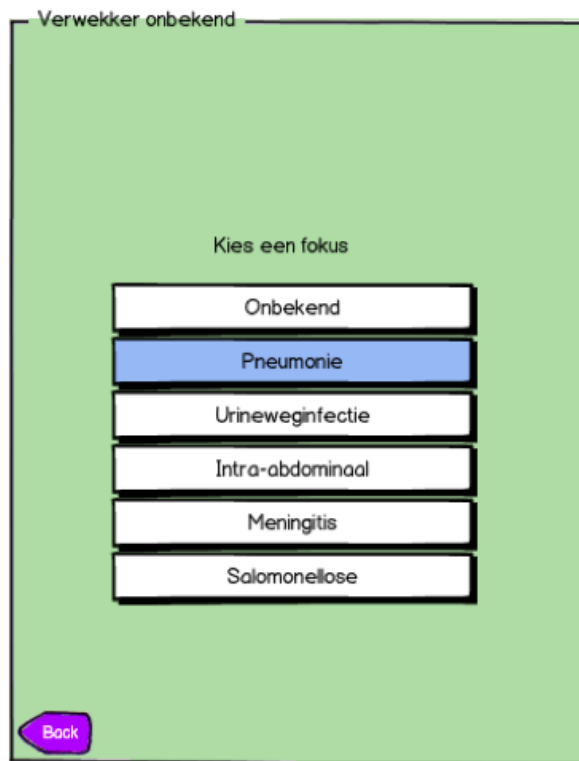 Verwekker onbekend
Kies een fokus
Onbekend
Pneumonie
Urineweginfectie
Intra-abdominaal
Meningitis
Salomonellose
Back